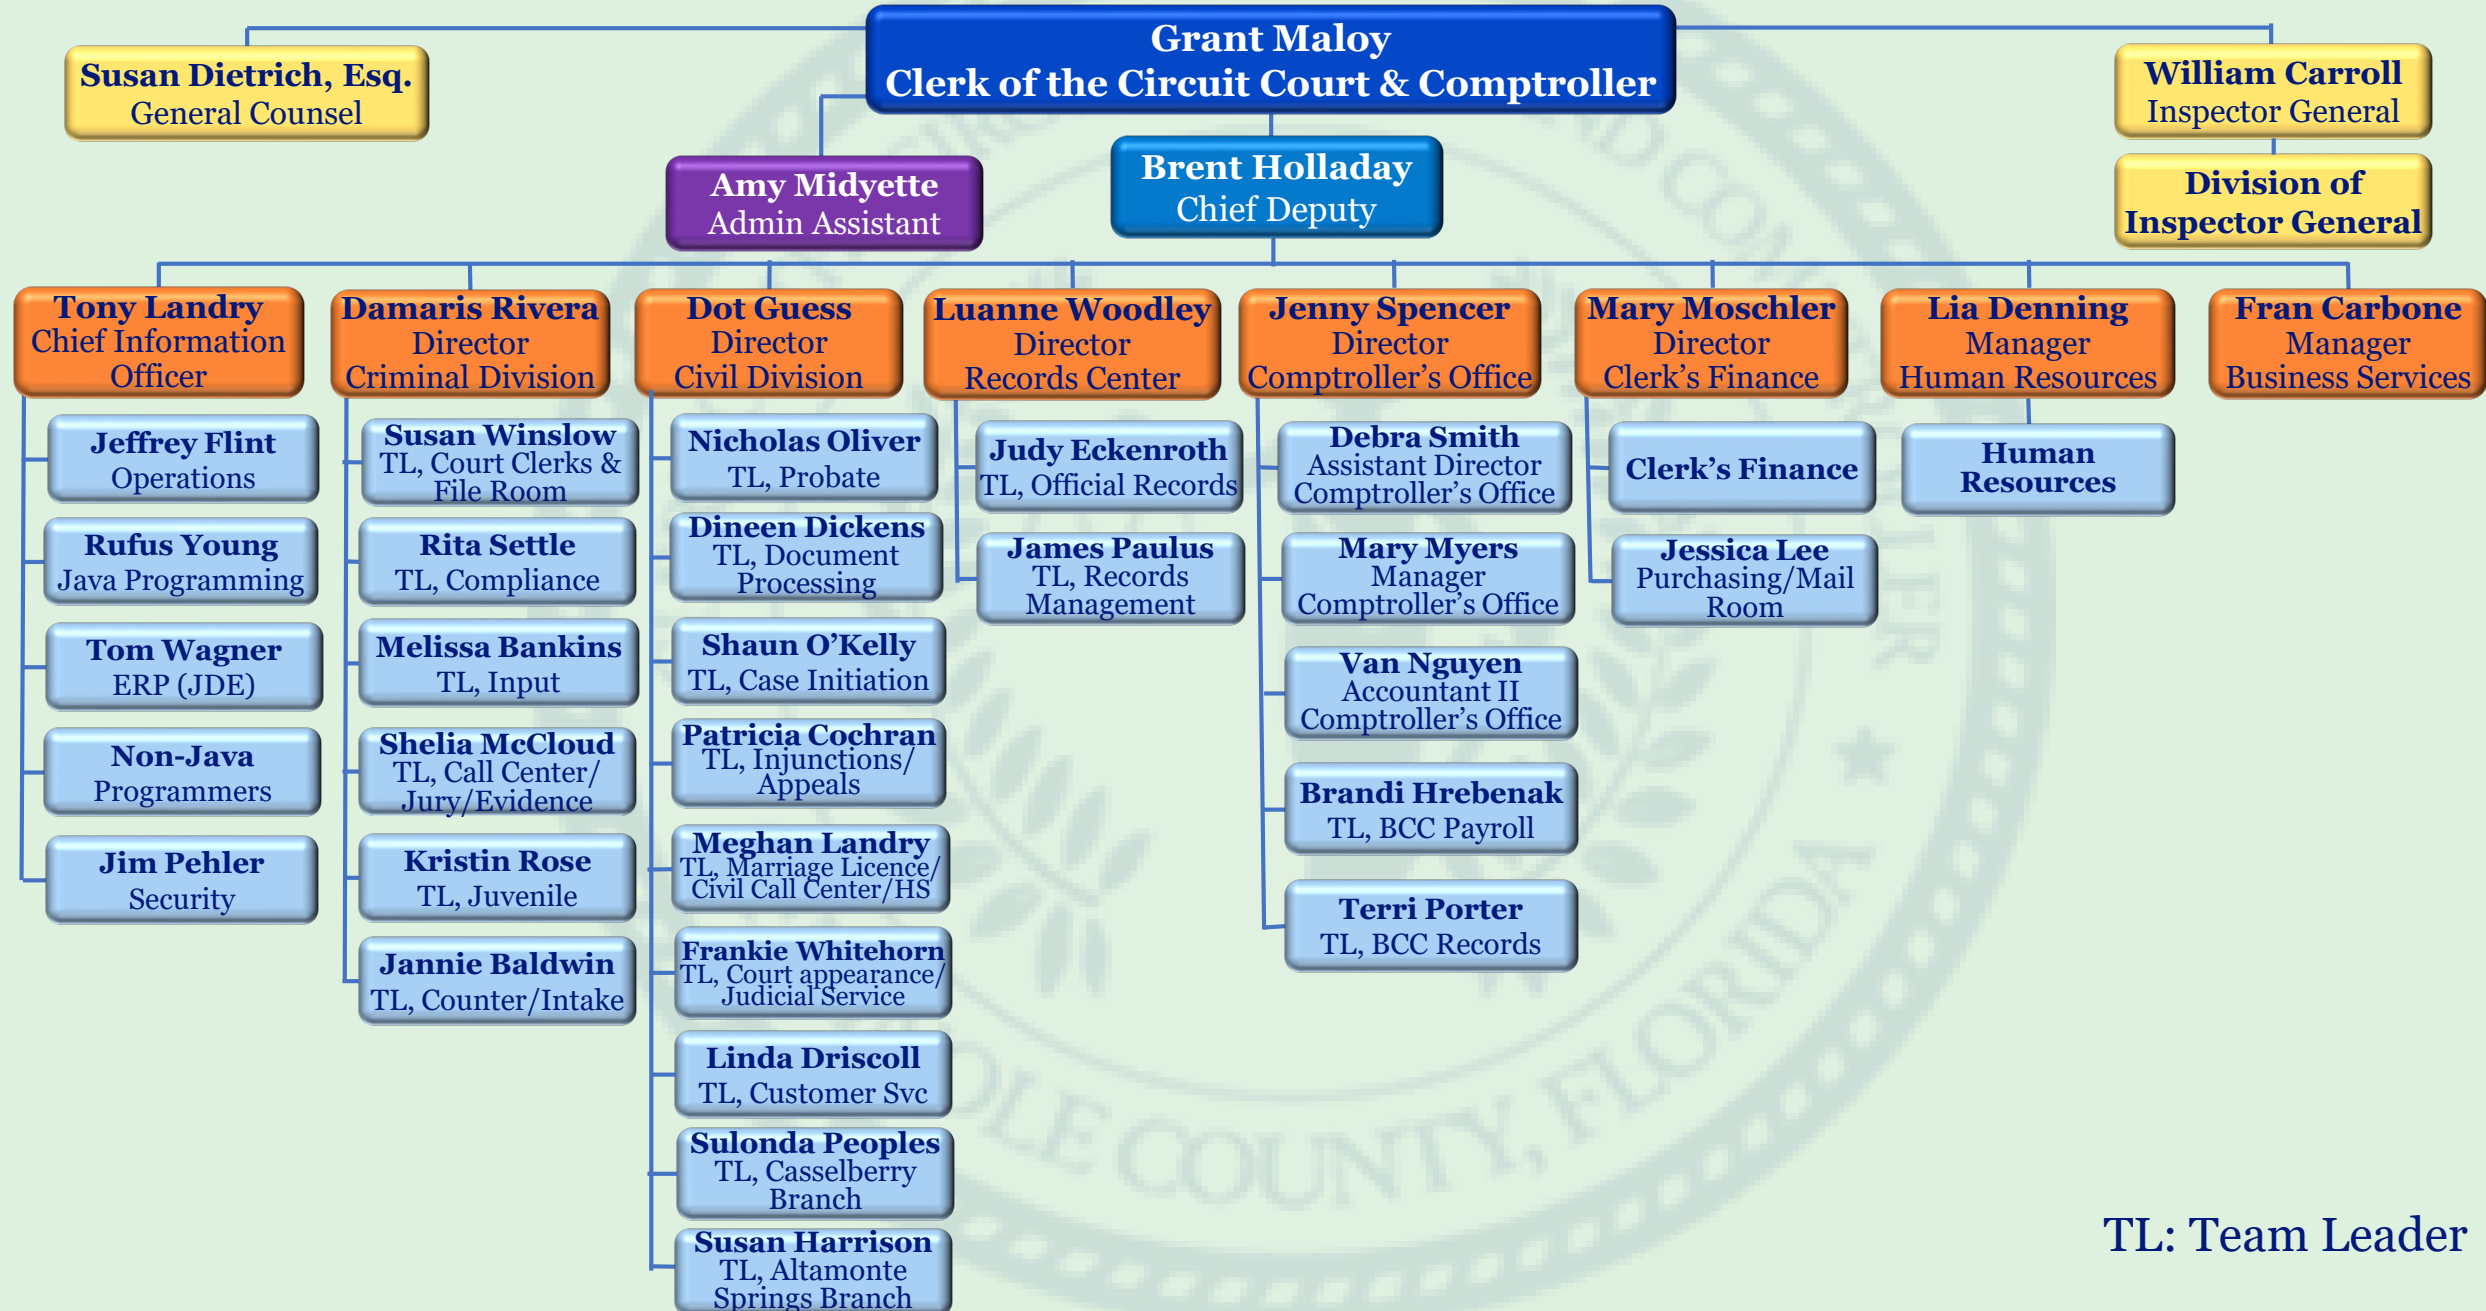 Grant Maloy
Clerk of the Circuit Court & Comptroller
Susan Dietrich, Esq.
General Counsel
William Carroll
Inspector General
Division of
Inspector General
Amy Midyette
Admin Assistant
Brent Holladay
Chief Deputy
Tony Landry
Chief Information
Officer
Jeffrey Flint
Operations
Rufus Young
Java Programming
Tom Wagner
ERP (JDE)
Non-Java
Programmers
Jim Pehler
Security
Damaris Rivera
Director
Criminal Division
Susan Winslow
TL, Court Clerks &
File Room
Rita Settle
TL, Compliance
Melissa Bankins
TL, Input
Shelia McCloud
TL, Call Center/
Jury/Evidence
Kristin Rose
TL, Juvenile
Jannie Baldwin
TL, Counter/Intake
Dot Guess
Director
Civil Division
Nicholas Oliver
TL, Probate
Dineen Dickens
TL, Document
Processing
Shaun O’Kelly
TL, Case Initiation
Patricia Cochran
TL, Injunctions/
Appeals
Meghan Landry
TL, Marriage Licence/
Civil Call Center/HS
Frankie Whitehorn
TL, Court appearance/
Judicial Service
Linda Driscoll
TL, Customer Svc
Sulonda Peoples
TL, Casselberry
Branch
Susan Harrison
TL, Altamonte
Springs Branch
Luanne Woodley
Director
Records Center
Judy Eckenroth
TL, Official Records
James Paulus
TL, Records
Management
Jenny Spencer
Director
Comptroller’s Office
Debra Smith
Assistant Director
Comptroller’s Office
Mary Myers
Manager
Comptroller’s Office
Van Nguyen
Accountant II
Comptroller’s Office
Brandi Hrebenak
TL, BCC Payroll
Terri Porter
TL, BCC Records
Mary Moschler
Director
Clerk’s Finance
Clerk’s Finance
Jessica Lee
Purchasing/Mail
Room
Lia Denning
Manager
Human Resources
Human
Resources
Fran Carbone
Manager
Business Services
COUNTY, FLORIDA
TL: Team Leader